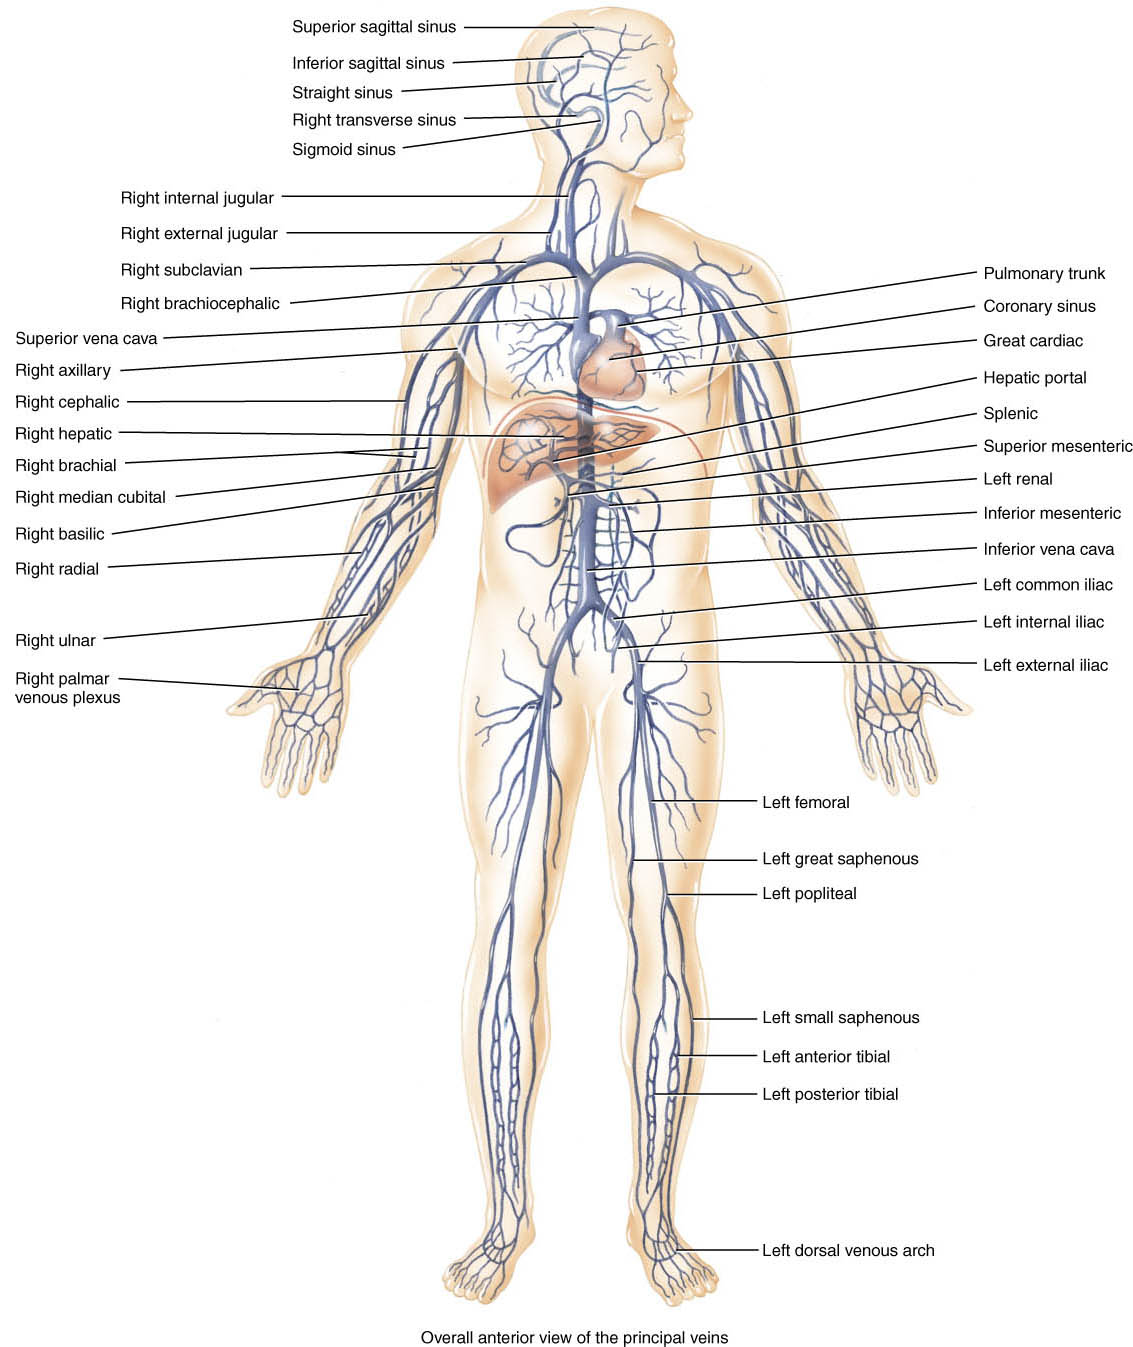 Superior sagittal sinus
Inferior sagittal sinus
Straight sinus
Right transverse sinus
Sigmoid sinus
Right internal jugular
Right external jugular
Right subclavian
Right brachiocephalic
Superior vena cava
Right axillary
Right cephalic
Right hepatic
Right brachial
Right median cubital
Right basilic
Right radial
Right ulnar
Right palmar
venous plexus
Pulmonary trunk
Coronary sinus
Great cardiac
Hepatic portal
Splenic
Superior mesenteric
Left renal
Inferior mesenteric
Inferior vena cava
Left common iliac
Left internal iliac
Left external iliac
Left femoral
Left great saphenous
Left popliteal
Left small saphenous
Left anterior tibial
Left posterior tibial
Left dorsal venous arch
Overall anterior view of the principal veins